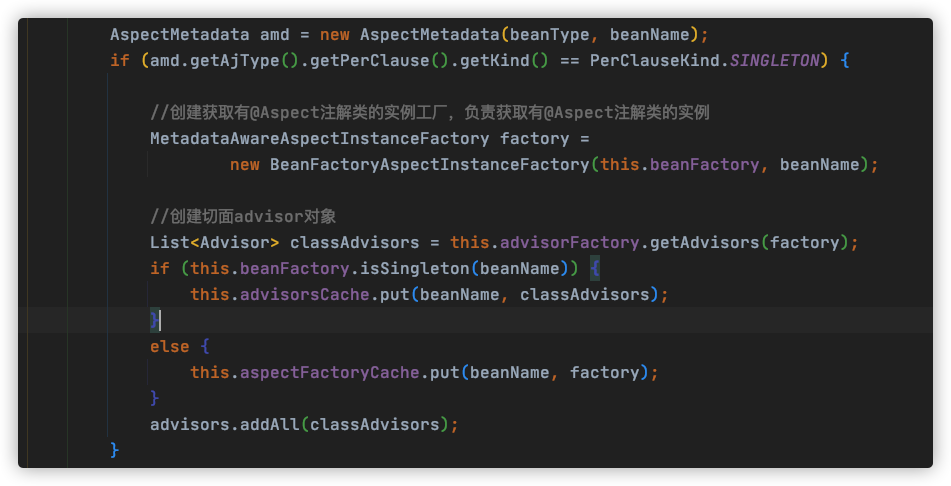 AspectMetadata amd = new AspectMetadata(beanType, beanName);
if (amd.getAjType().getPerClause().getKind() == PerClauseKind.SINGLETON) {
//创建获取有@Aspect注解类的实例工厂，负责获取有@Aspect注解类的实例
MetadataAwareAspectInstanceFactory factory =
new BeanFactoryAspectInstanceFactory(this.beanFactory, beanName);
//创建切面advisor对象
List<Advisor> classAdvisors = this.advisorFactory.getAdvisors(factory);
if (this.beanFactory.isSingleton(beanName)) {
this.advisorsCache.put(beanName, classAdvisors);
}
else {
this.aspectFactoryCache.put(beanName, factory);
}
advisors.addAll(classAdvisors);
}